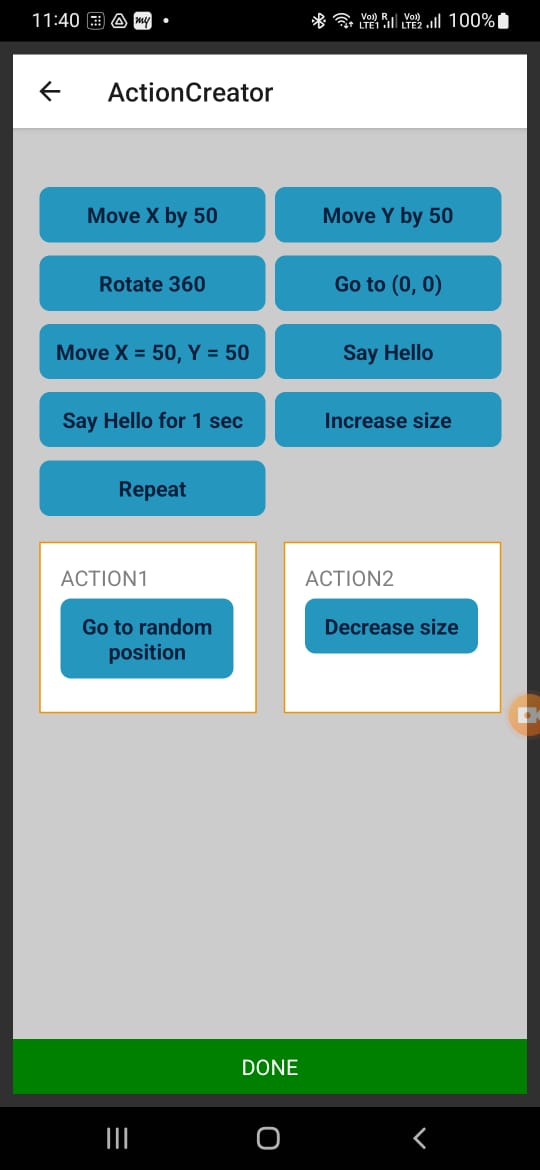 11:40 my Vo) R Vo) 100%
LTE1 LTE2
ActionCreator
Move X by 50 Move Y by 50
Rotate 360 Go to (0, 0)
Move X = 50, Y = 50 Say Hello
Say Hello for 1 sec Increase size
Repeat
ACTION1
Go to random
position
ACTION2
Decrease size
DONE